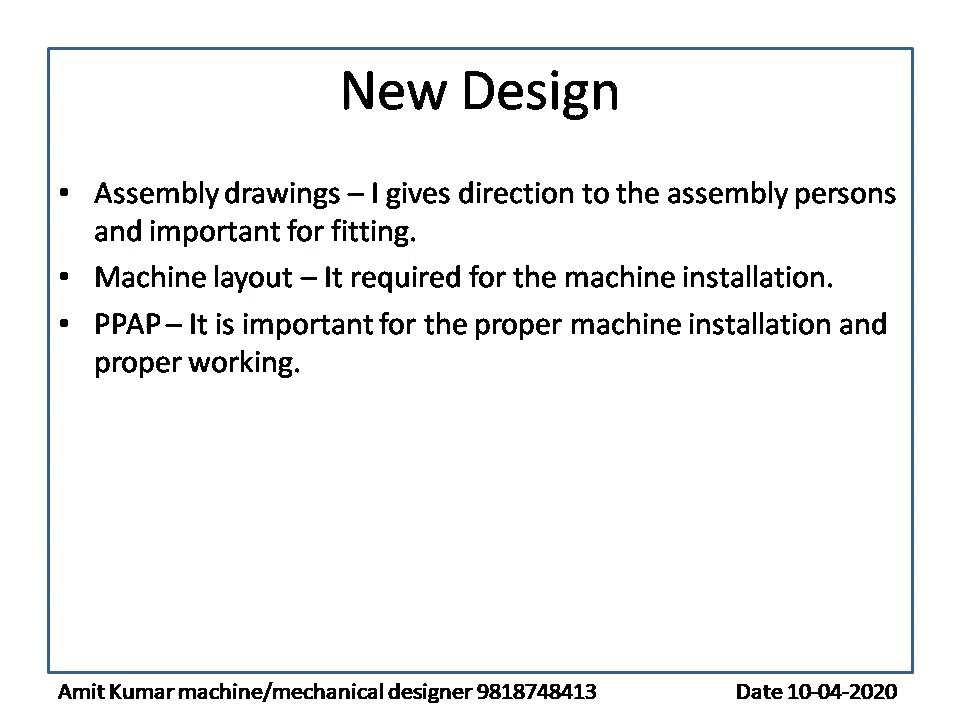 New Design
• Assembly drawings – I gives direction to the assembly persons
and important for fitting.
• Machine layout – It required for the machine installation.
• PPAP – It is important for the proper machine installation and
proper working.
Amit Kumar machine/mechanical designer 9818748413 Date 10-04-2020